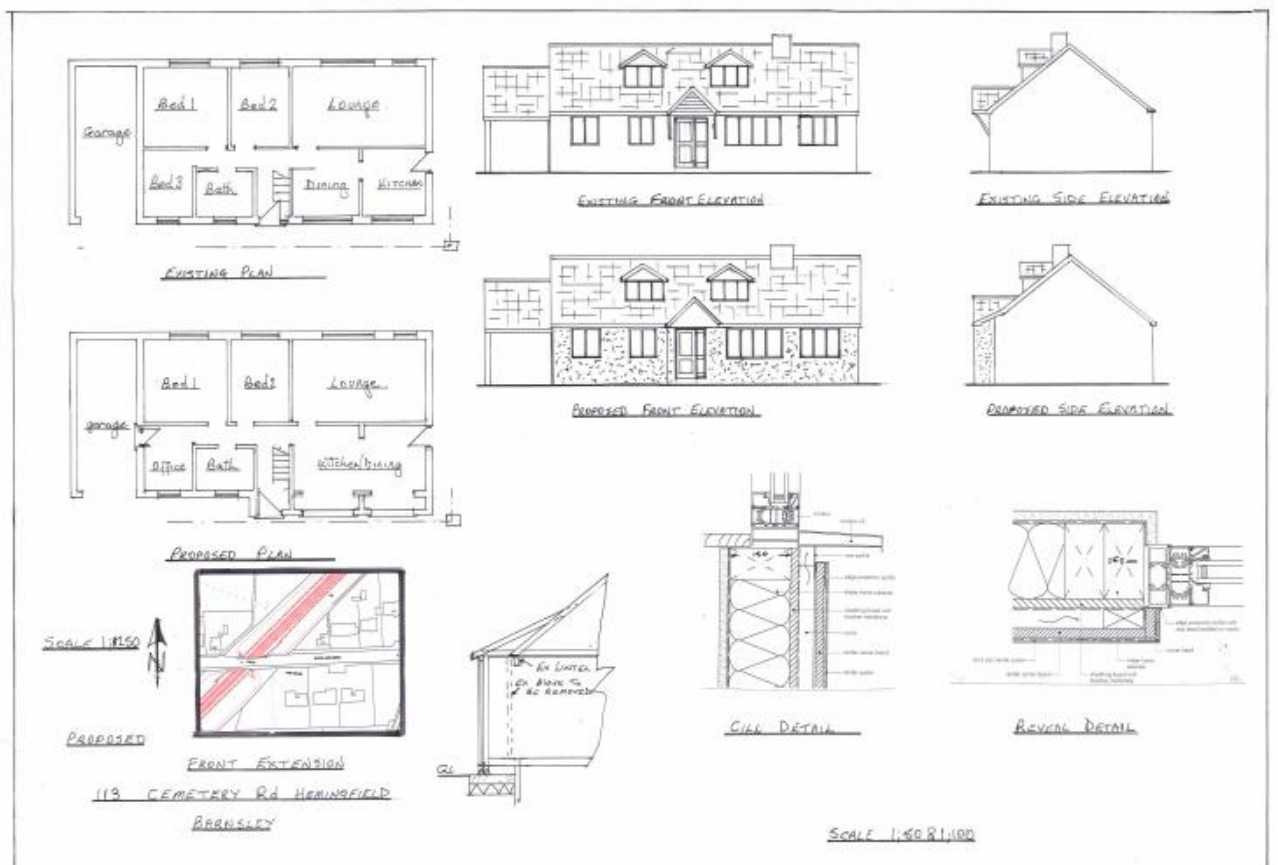 Garage
Bed 1
Bed 2
Lounge
Bed 3
Bath
Dining
KITCHEN
EXISTING PLAN
EXISTING FRONT ELEVATION
EXISTING SIDE ELEVATION
garage
Bed 1
Bed 2
Lounge
Office
Bath
Kitchen/Dining
PROPOSED PLAN
PROPOSED FRONT ELEVATION
PROPOSED SIDE ELEVATION
SCALE 1:1250
N
PROPOSED
FRONT EXTENSION
113 CEMETERY Rd HEMINGFIELD
BARNSLEY
EX LINTEL
EX BLOCK TO
BE REMOVED
GL
150
CILL DETAIL
REVEAL DETAIL
SCALE 1:50 & 1:100